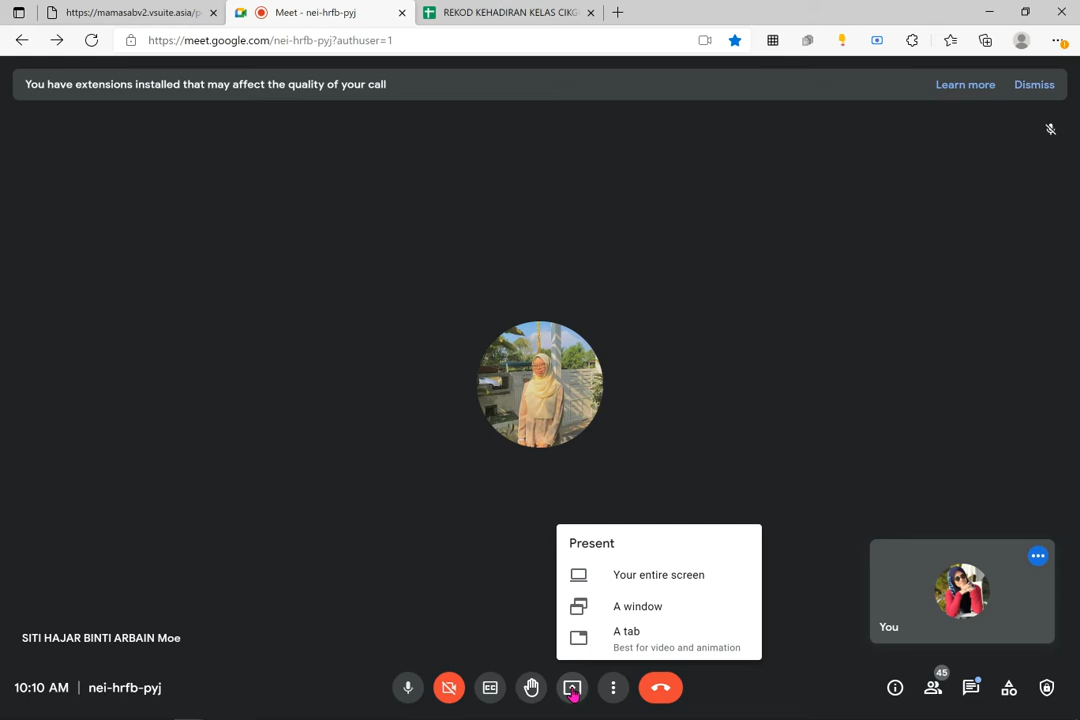 https://mamasabv2.vsuite.asia/p
Meet - nei-hrfb-pyj
REKOD KEHADIRAN KELAS CIKG
https://meet.google.com/nei-hrfb-pyj?authuser=1
You have extensions installed that may affect the quality of your call
Learn more
Dismiss
Present
Your entire screen
A window
A tab
Best for video and animation
You
SITI HAJAR BINTI ARBAIN Moe
10:10 AM | nei-hrfb-pyj
CC
45